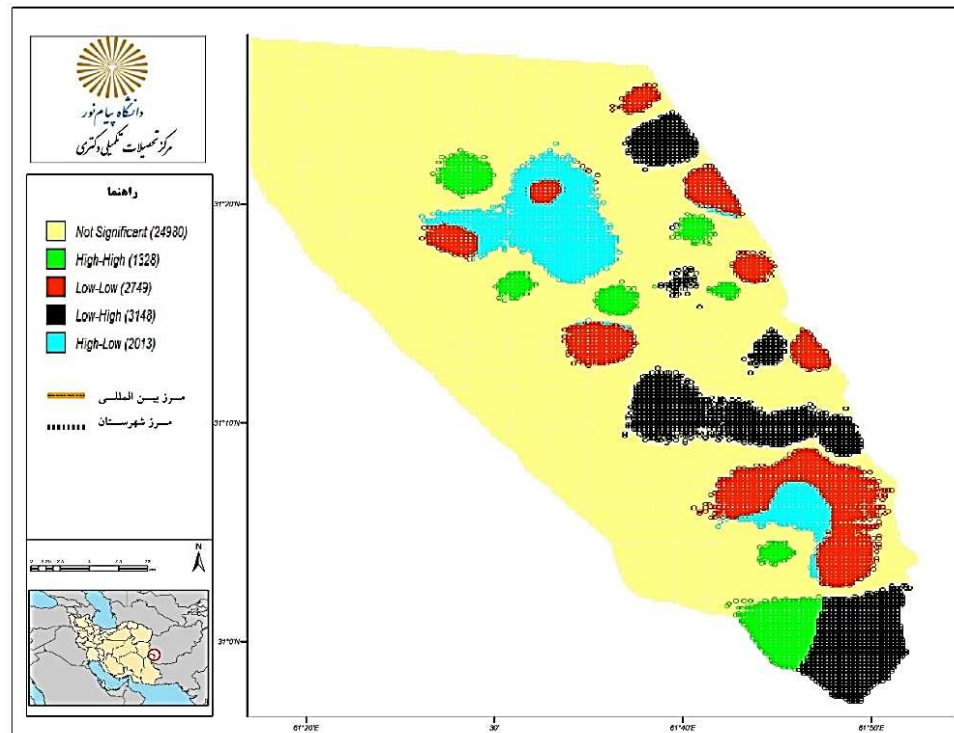 دانشگاه پیام نور
مرکز تحصیلات تکمیلی دکتری
راهنما
Not Significant (24980)
High-High (1328)
Low-Low (2749)
Low-High (3148)
High-Low (2013)
مرز بین المللی
مرز شهرستان
N
31°20'N
31°10'N
31°0'N
61°20'E
30'
61°40'E
61°50'E